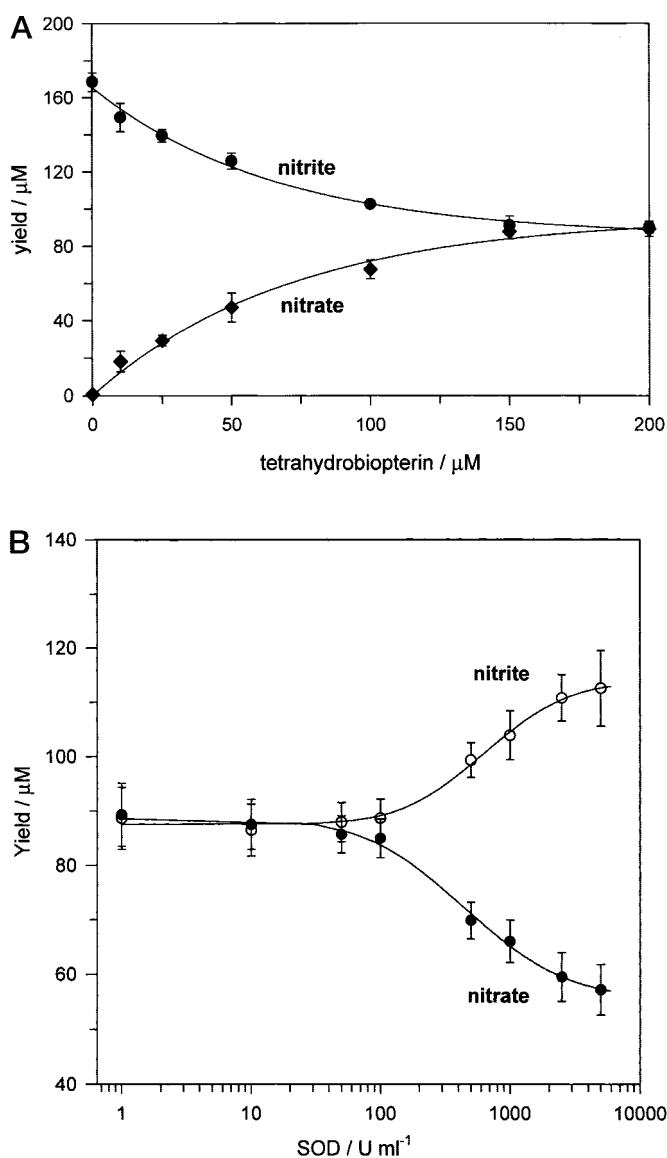 A
200
160
120
80
40
0
yield / µM
nitrite
nitrate
0
50
100
150
200
tetrahydrobiopterin / µM
B
140
120
100
80
60
40
Yield / µM
nitrite
nitrate
1
10
100
1000
10000
SOD / U ml⁻¹